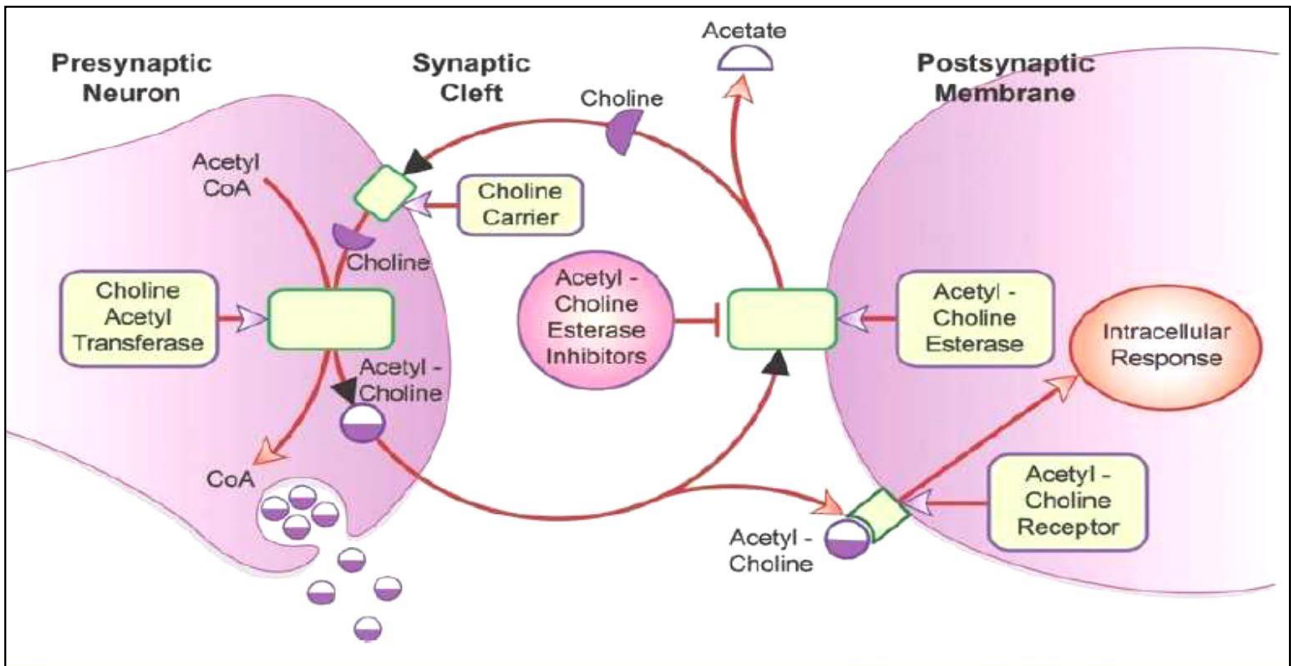 Presynaptic
Neuron
Synaptic
Cleft
Acetate
Postsynaptic
Membrane
Choline
Acetyl
CoA
Choline
Carrier
Choline
Choline
Acetyl
Transferase
Acetyl -
Choline
Esterase
Inhibitors
Acetyl -
Choline
Esterase
Intracellular
Response
Acetyl -
Choline
CoA
Acetyl -
Choline
Acetyl -
Choline
Receptor